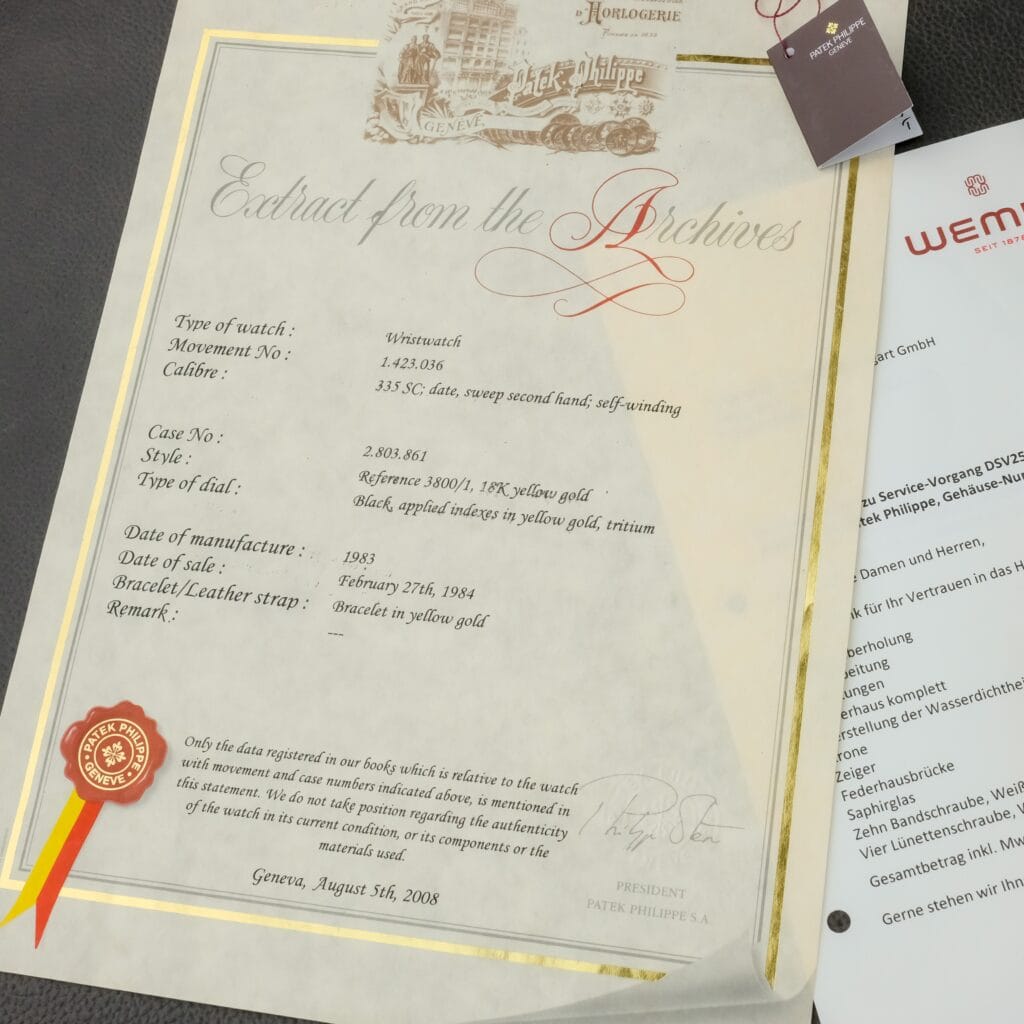 D'HORLOGERIE
Patek Philippe
GENÈVE
PATEK PHILIPPE
GENÈVE
Extract from the Archives
Type of watch : Wristwatch
Movement No : 1.423.036
Calibre : 335 SC; date, sweep second hand; self-winding
Case No : 2.803.861
Style : Reference 3800/1, 18K yellow gold
Type of dial : Black, applied indexes in yellow gold, tritium
Date of manufacture : 1983
Date of sale : February 27th, 1984
Bracelet/Leather strap : Bracelet in yellow gold
Remark : ---
PATEK PHILIPPE
GENEVE
Only the data registered in our books which is relative to the watch
with movement and case numbers indicated above, is mentioned in
this statement. We do not take position regarding the authenticity
of the watch in its current condition, or its components or the
materials used.
Geneva, August 5th, 2008
PRESIDENT
PATEK PHILIPPE S.A.
WEM
SEIT 1878
gart GmbH
zu Service-Vorgang DSV25
tek Philippe, Gehäuse-Nu
Damen und Herren,
k für Ihr Vertrauen in das H
berholung
beitung
ungen
erhaus komplett
erstellung der Wasserdichthei
rone
Zeiger
Federhausbrücke
Saphirglas
Zehn Bandschraube, Weiß
Vier Lünettenschraube,
Gesamtbetrag inkl. Mw
Gerne stehen wir Ihn